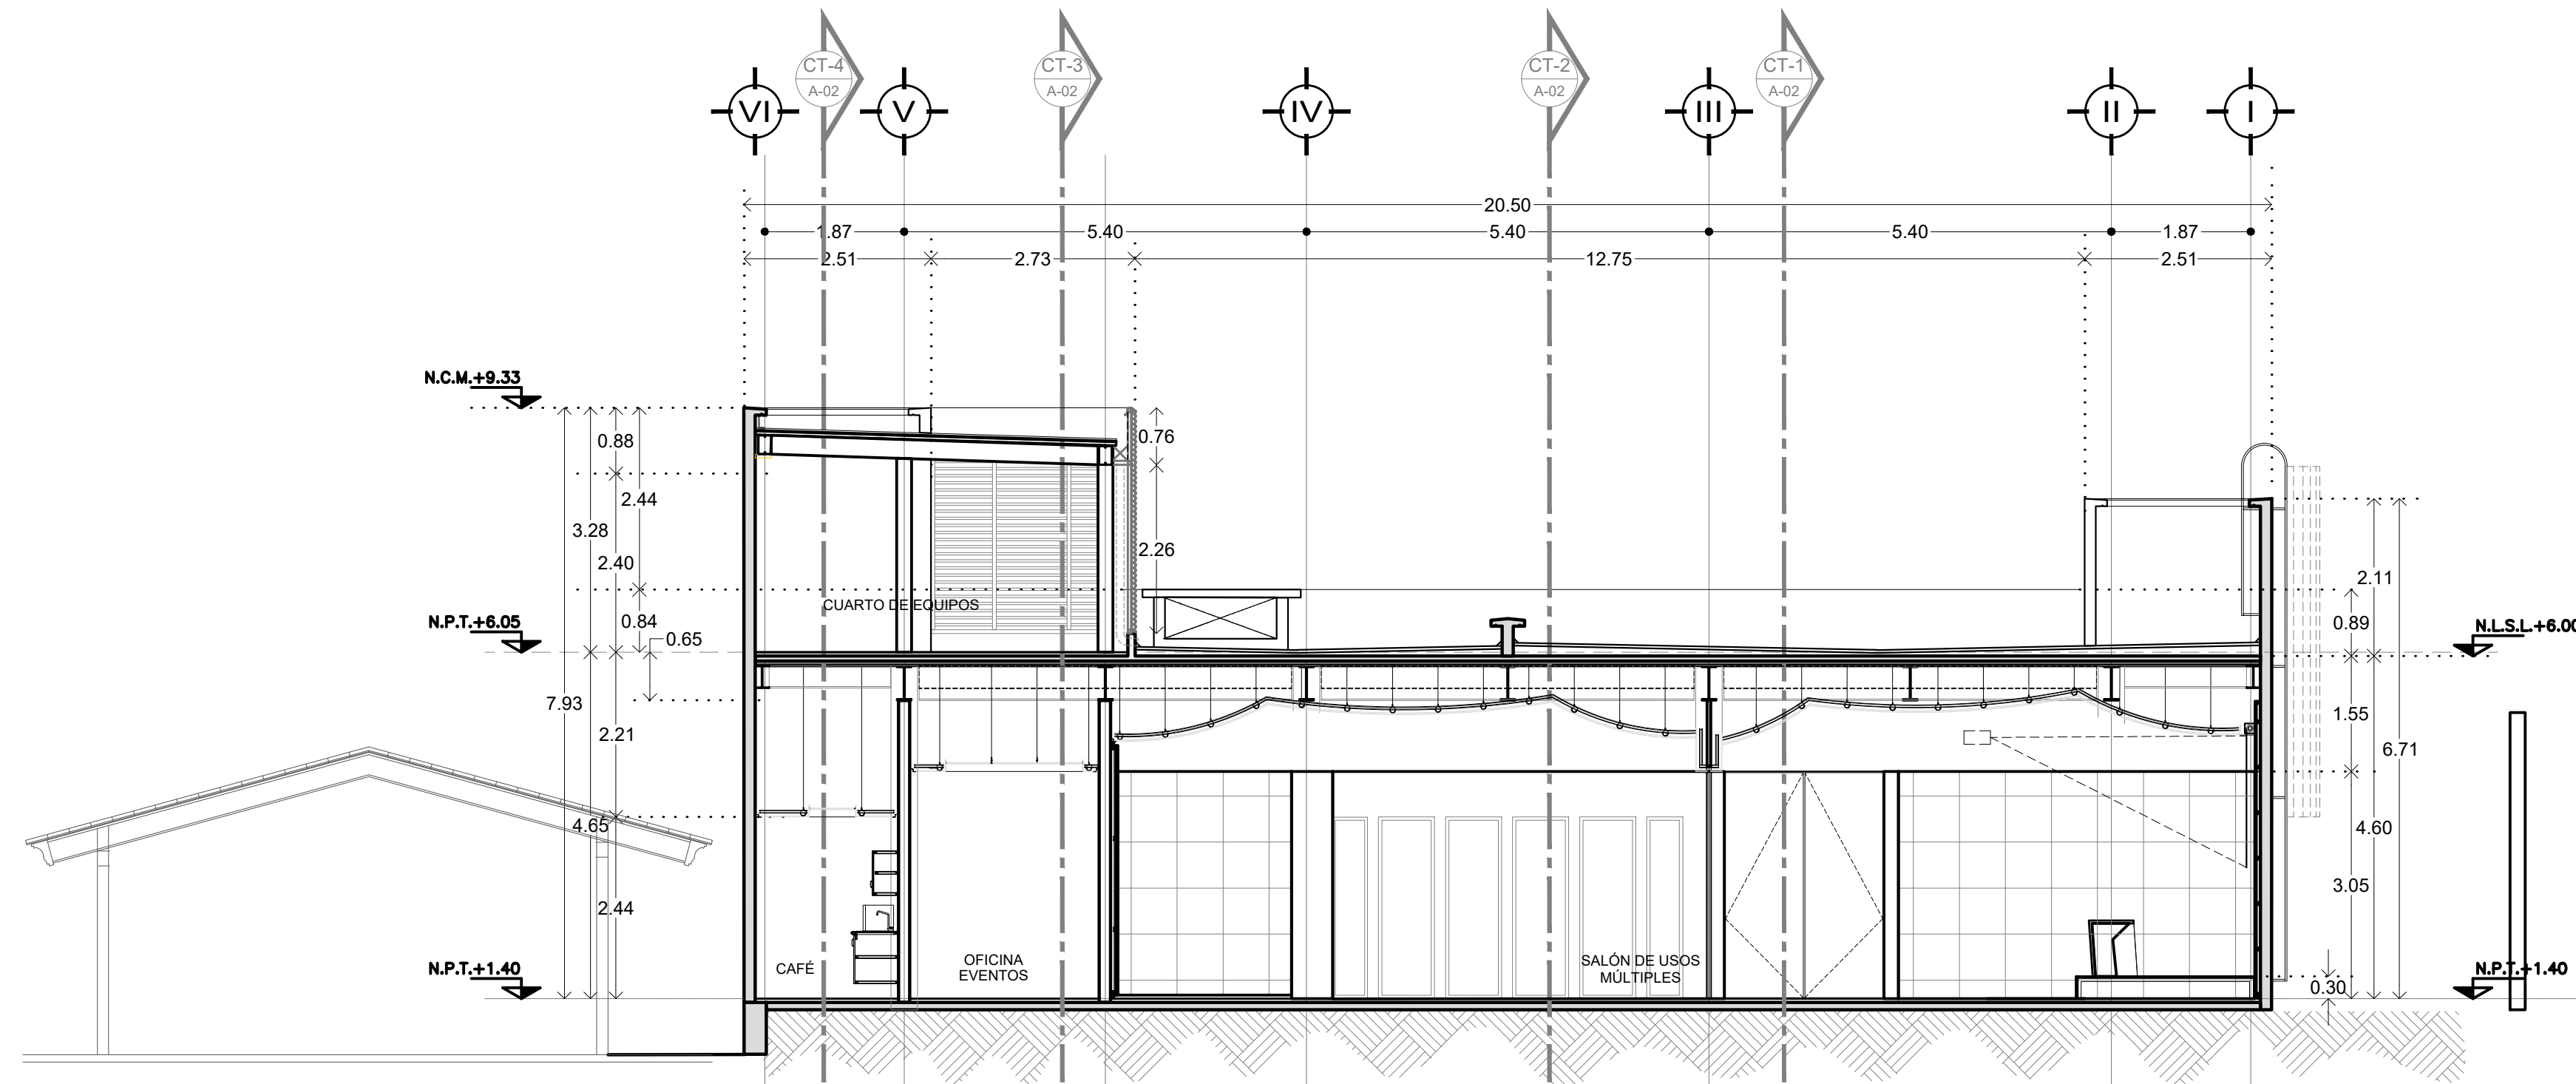 CT-4
A-02
CT-3
A-02
CT-2
A-02
CT-1
A-02
VI
V
IV
III
II
I
20.50
1.87
5.40
5.40
5.40
1.87
2.51
2.73
12.75
2.51
N.C.M.+9.33
0.88
0.76
2.44
3.28
2.26
2.40
2.11
CUARTO DE EQUIPOS
0.84
0.89
N.P.T.+6.05
0.65
N.L.S.L.+6.00
7.93
1.55
2.21
6.71
4.65
4.60
3.05
2.44
OFICINA
EVENTOS
SALÓN DE USOS
MÚLTIPLES
CAFÉ
N.P.T.+1.40
N.P.T.+1.40
0.30